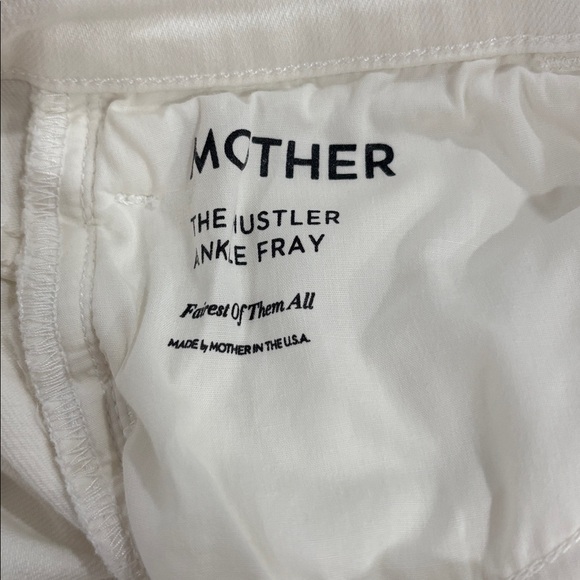 MOTHER
THE HUSTLER
ANKLE FRAY
Fairest Of Them All
MADE by MOTHER IN THE U.S.A.